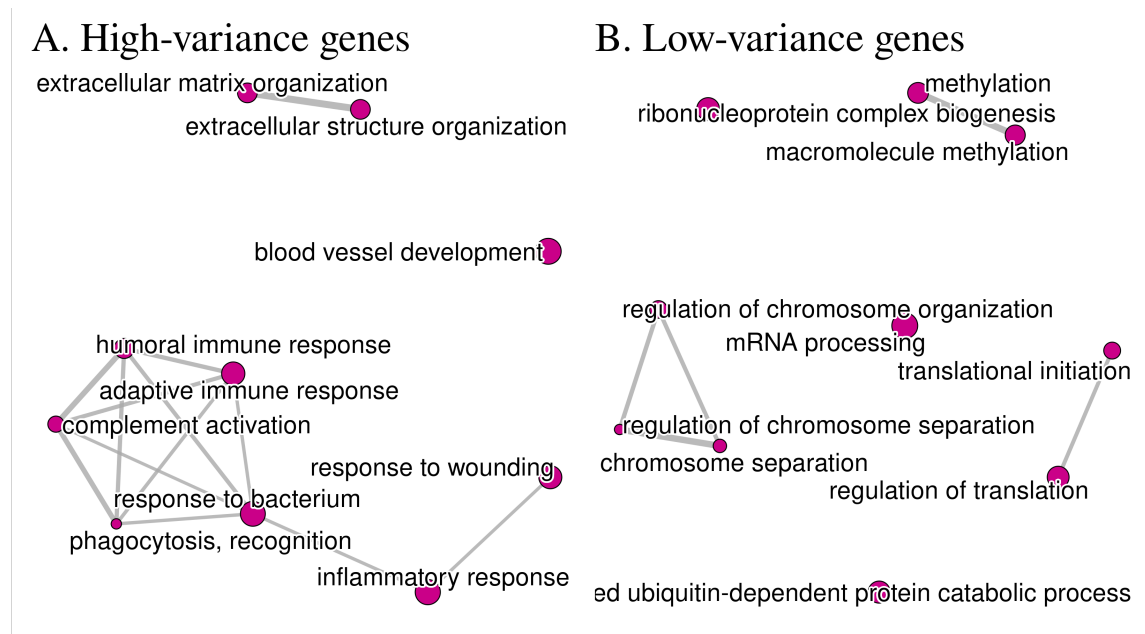 A. High-variance genes
extracellular matrix organization
extracellular structure organization
blood vessel development
humoral immune response
adaptive immune response
complement activation
response to wounding
response to bacterium
phagocytosis, recognition
inflammatory response
B. Low-variance genes
methylation
ribonucleoprotein complex biogenesis
macromolecule methylation
regulation of chromosome organization
mRNA processing
translational initiation
regulation of chromosome separation
chromosome separation
regulation of translation
ed ubiquitin-dependent protein catabolic process